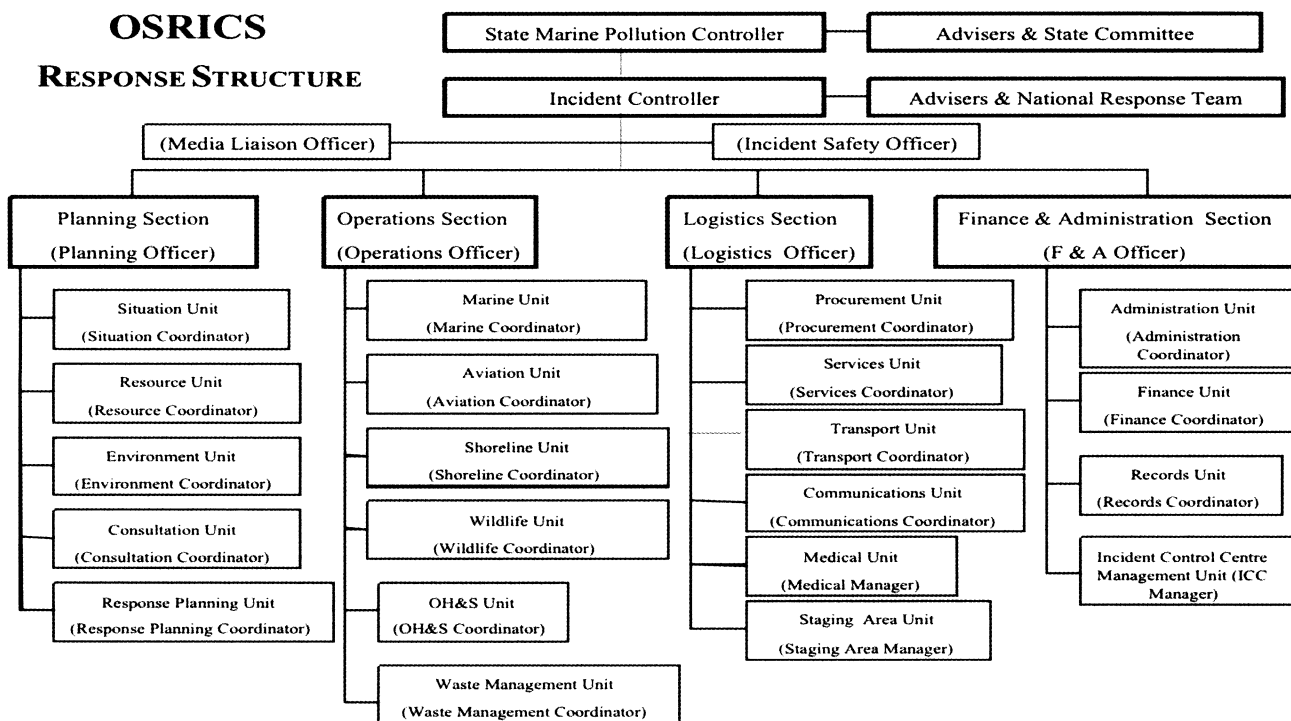 OSRICS
RESPONSE STRUCTURE
State Marine Pollution Controller
Advisers & State Committee
Incident Controller
Advisers & National Response Team
(Media Liaison Officer)
(Incident Safety Officer)
Planning Section
(Planning Officer)
Operations Section
(Operations Officer)
Logistics Section
(Logistics Officer)
Finance & Administration Section
(F & A Officer)
Situation Unit
(Situation Coordinator)
Resource Unit
(Resource Coordinator)
Environment Unit
(Environment Coordinator)
Consultation Unit
(Consultation Coordinator)
Response Planning Unit
(Response Planning Coordinator)
Marine Unit
(Marine Coordinator)
Aviation Unit
(Aviation Coordinator)
Shoreline Unit
(Shoreline Coordinator)
Wildlife Unit
(Wildlife Coordinator)
OH&S Unit
(OH&S Coordinator)
Waste Management Unit
(Waste Management Coordinator)
Procurement Unit
(Procurement Coordinator)
Services Unit
(Services Coordinator)
Transport Unit
(Transport Coordinator)
Communications Unit
(Communications Coordinator)
Medical Unit
(Medical Manager)
Staging Area Unit
(Staging Area Manager)
Administration Unit
(Administration
Coordinator)
Finance Unit
(Finance Coordinator)
Records Unit
(Records Coordinator)
Incident Control Centre
Management Unit (ICC
Manager)